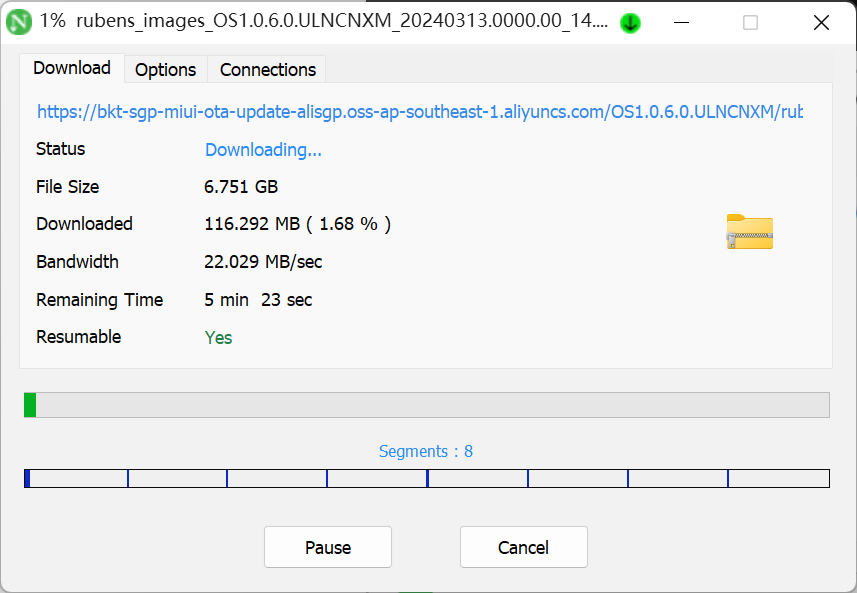 N 1% rubens_images_OS1.0.6.0.ULNCNXM_20240313.0000.00_14....
Download Options Connections
https://bkt-sgp-miui-ota-update-alisgp.oss-ap-southeast-1.aliyuncs.com/OS1.0.6.0.ULNCNXM/rub
Status Downloading...
File Size 6.751 GB
Downloaded 116.292 MB ( 1.68 % )
Bandwidth 22.029 MB/sec
Remaining Time 5 min 23 sec
Resumable Yes
Segments : 8
Pause Cancel